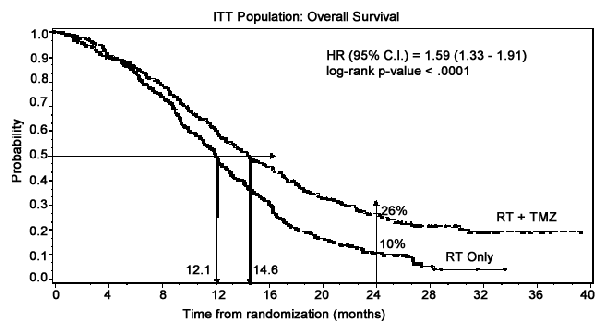 ITT Population: Overall Survival
HR (95% C.I.) = 1.59 (1.33 - 1.91)
log-rank p-value < .0001
Probability
1.0
0.9
0.8
0.7
0.6
0.5
0.4
0.3
0.2
0.1
0.0
26%
RT + TMZ
10%
RT Only
12.1
14.6
0 4 8 12 16 20 24 28 32 36 40
Time from randomization (months)